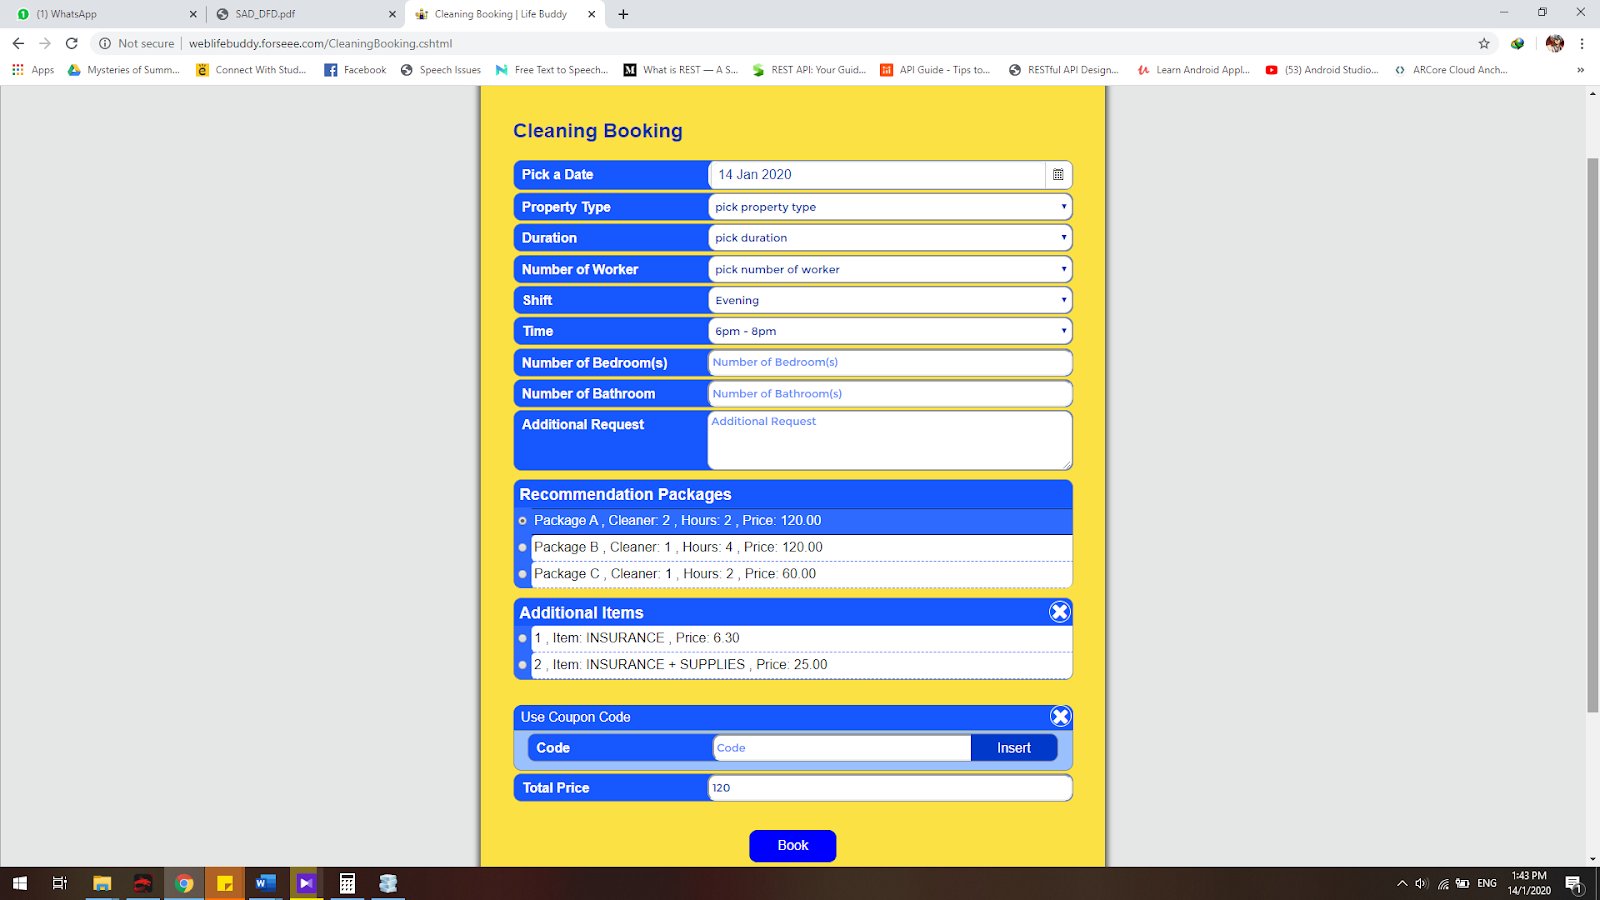 (1) WhatsApp
SAD_DFD.pdf
Cleaning Booking | Life Buddy
Not secure
weblifebuddy.forseee.com/CleaningBooking.cshtml
Apps
Mysteries of Summ...
Connect With Stud...
Facebook
Speech Issues
Free Text to Speech...
What is REST — A S...
REST API: Your Guid...
API Guide - Tips to...
RESTful API Design...
Learn Android Appl...
(53) Android Studio...
ARCore Cloud Anch...
Cleaning Booking
Pick a Date 14 Jan 2020
Property Type pick property type
Duration pick duration
Number of Worker pick number of worker
Shift Evening
Time 6pm - 8pm
Number of Bedroom(s) Number of Bedroom(s)
Number of Bathroom Number of Bathroom(s)
Additional Request Additional Request
Recommendation Packages
Package A , Cleaner: 2 , Hours: 2 , Price: 120.00
Package B , Cleaner: 1 , Hours: 4 , Price: 120.00
Package C , Cleaner: 1 , Hours: 2 , Price: 60.00
Additional Items
1 , Item: INSURANCE , Price: 6.30
2 , Item: INSURANCE + SUPPLIES , Price: 25.00
Use Coupon Code
Code Code Insert
Total Price 120
Book
ENG
1:43 PM
14/1/2020
1